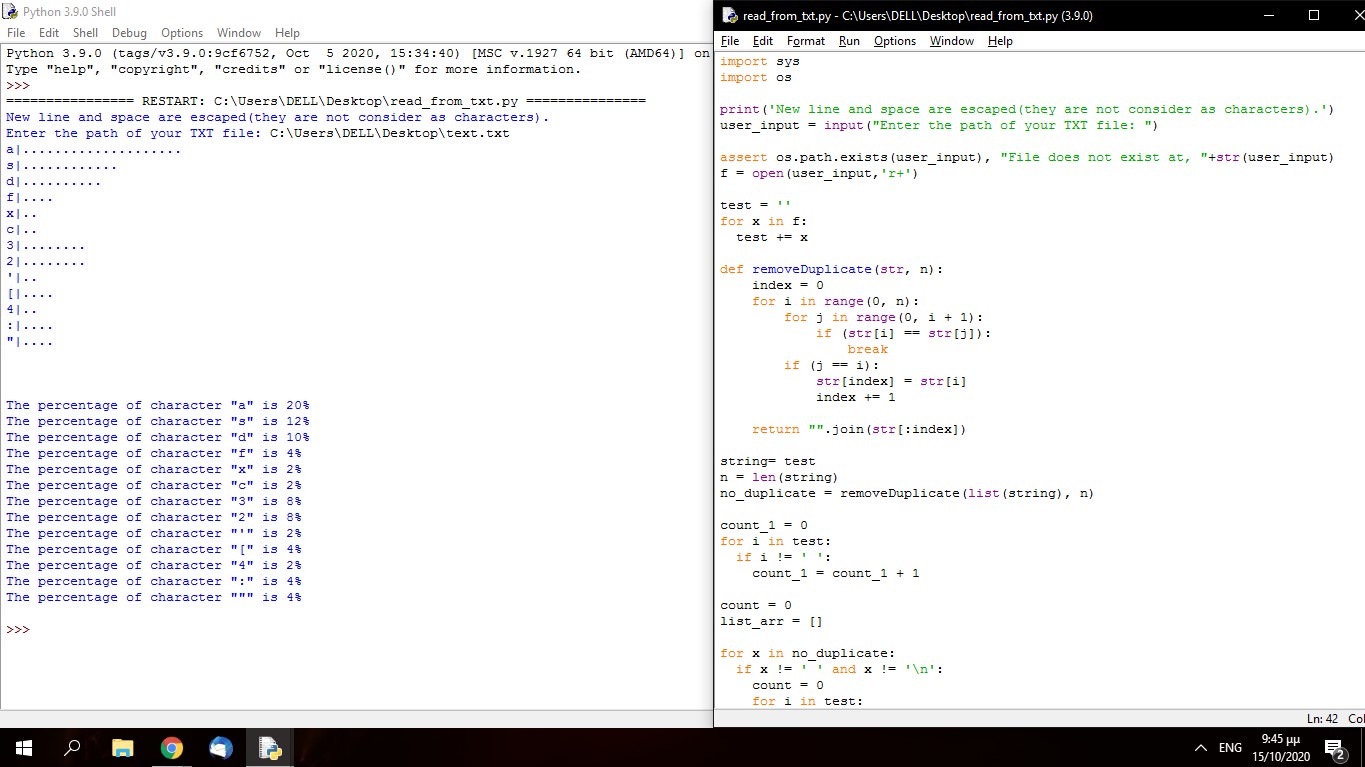 Python 3.9.0 Shell
File Edit Shell Debug Options Window Help
Python 3.9.0 (tags/v3.9.0:9cf6752, Oct  5 2020, 15:34:40) [MSC v.1927 64 bit (AMD64)] on
Type "help", "copyright", "credits" or "license()" for more information.
>>>
================ RESTART: C:\Users\DELL\Desktop\read_from_txt.py ===============
New line and space are escaped(they are not consider as characters).
Enter the path of your TXT file: C:\Users\DELL\Desktop\text.txt
a|....................
s|............
d|..........
f|....
x|..
c|..
3|........
2|........
'|..
[|....
4|..
:|....
"|....
The percentage of character "a" is 20%
The percentage of character "s" is 12%
The percentage of character "d" is 10%
The percentage of character "f" is 4%
The percentage of character "x" is 2%
The percentage of character "c" is 2%
The percentage of character "3" is 8%
The percentage of character "2" is 8%
The percentage of character "'" is 2%
The percentage of character "[" is 4%
The percentage of character "4" is 2%
The percentage of character ":" is 4%
The percentage of character """ is 4%
>>>
read_from_txt.py - C:\Users\DELL\Desktop\read_from_txt.py (3.9.0)
File Edit Format Run Options Window Help
import sys
import os
print('New line and space are escaped(they are not consider as characters).')
user_input = input("Enter the path of your TXT file: ")
assert os.path.exists(user_input), "File does not exist at, "+str(user_input)
f = open(user_input,'r+')
test = ''
for x in f:
  test += x
def removeDuplicate(str, n):
    index = 0
    for i in range(0, n):
        for j in range(0, i + 1):
            if (str[i] == str[j]):
                break
        if (j == i):
            str[index] = str[i]
            index += 1
    return "".join(str[:index])
string= test
n = len(string)
no_duplicate = removeDuplicate(list(string), n)
count_1 = 0
for i in test:
  if i != ' ':
    count_1 = count_1 + 1
count = 0
list_arr = []
for x in no_duplicate:
  if x != ' ' and x != '\n':
    count = 0
    for i in test:
Ln: 42 Col
ENG
9:45 μμ
15/10/2020
2